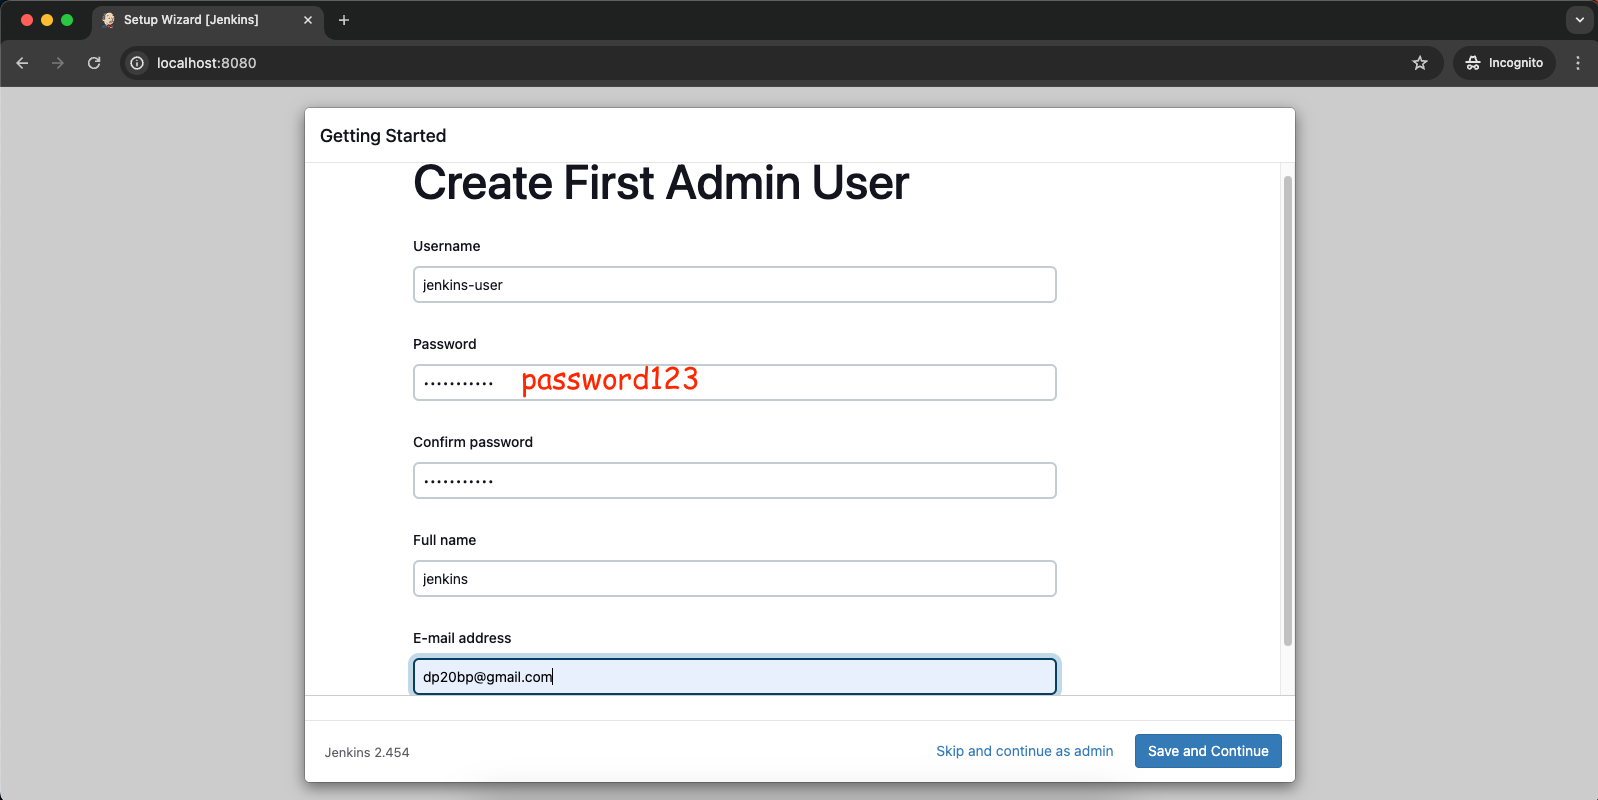 Setup Wizard [Jenkins]
localhost:8080
Incognito
Getting Started
Create First Admin User
Username
jenkins-user
Password
••••••••••• password123
Confirm password
•••••••••••
Full name
jenkins
E-mail address
dp20bp@gmail.com
Jenkins 2.454
Skip and continue as admin
Save and Continue